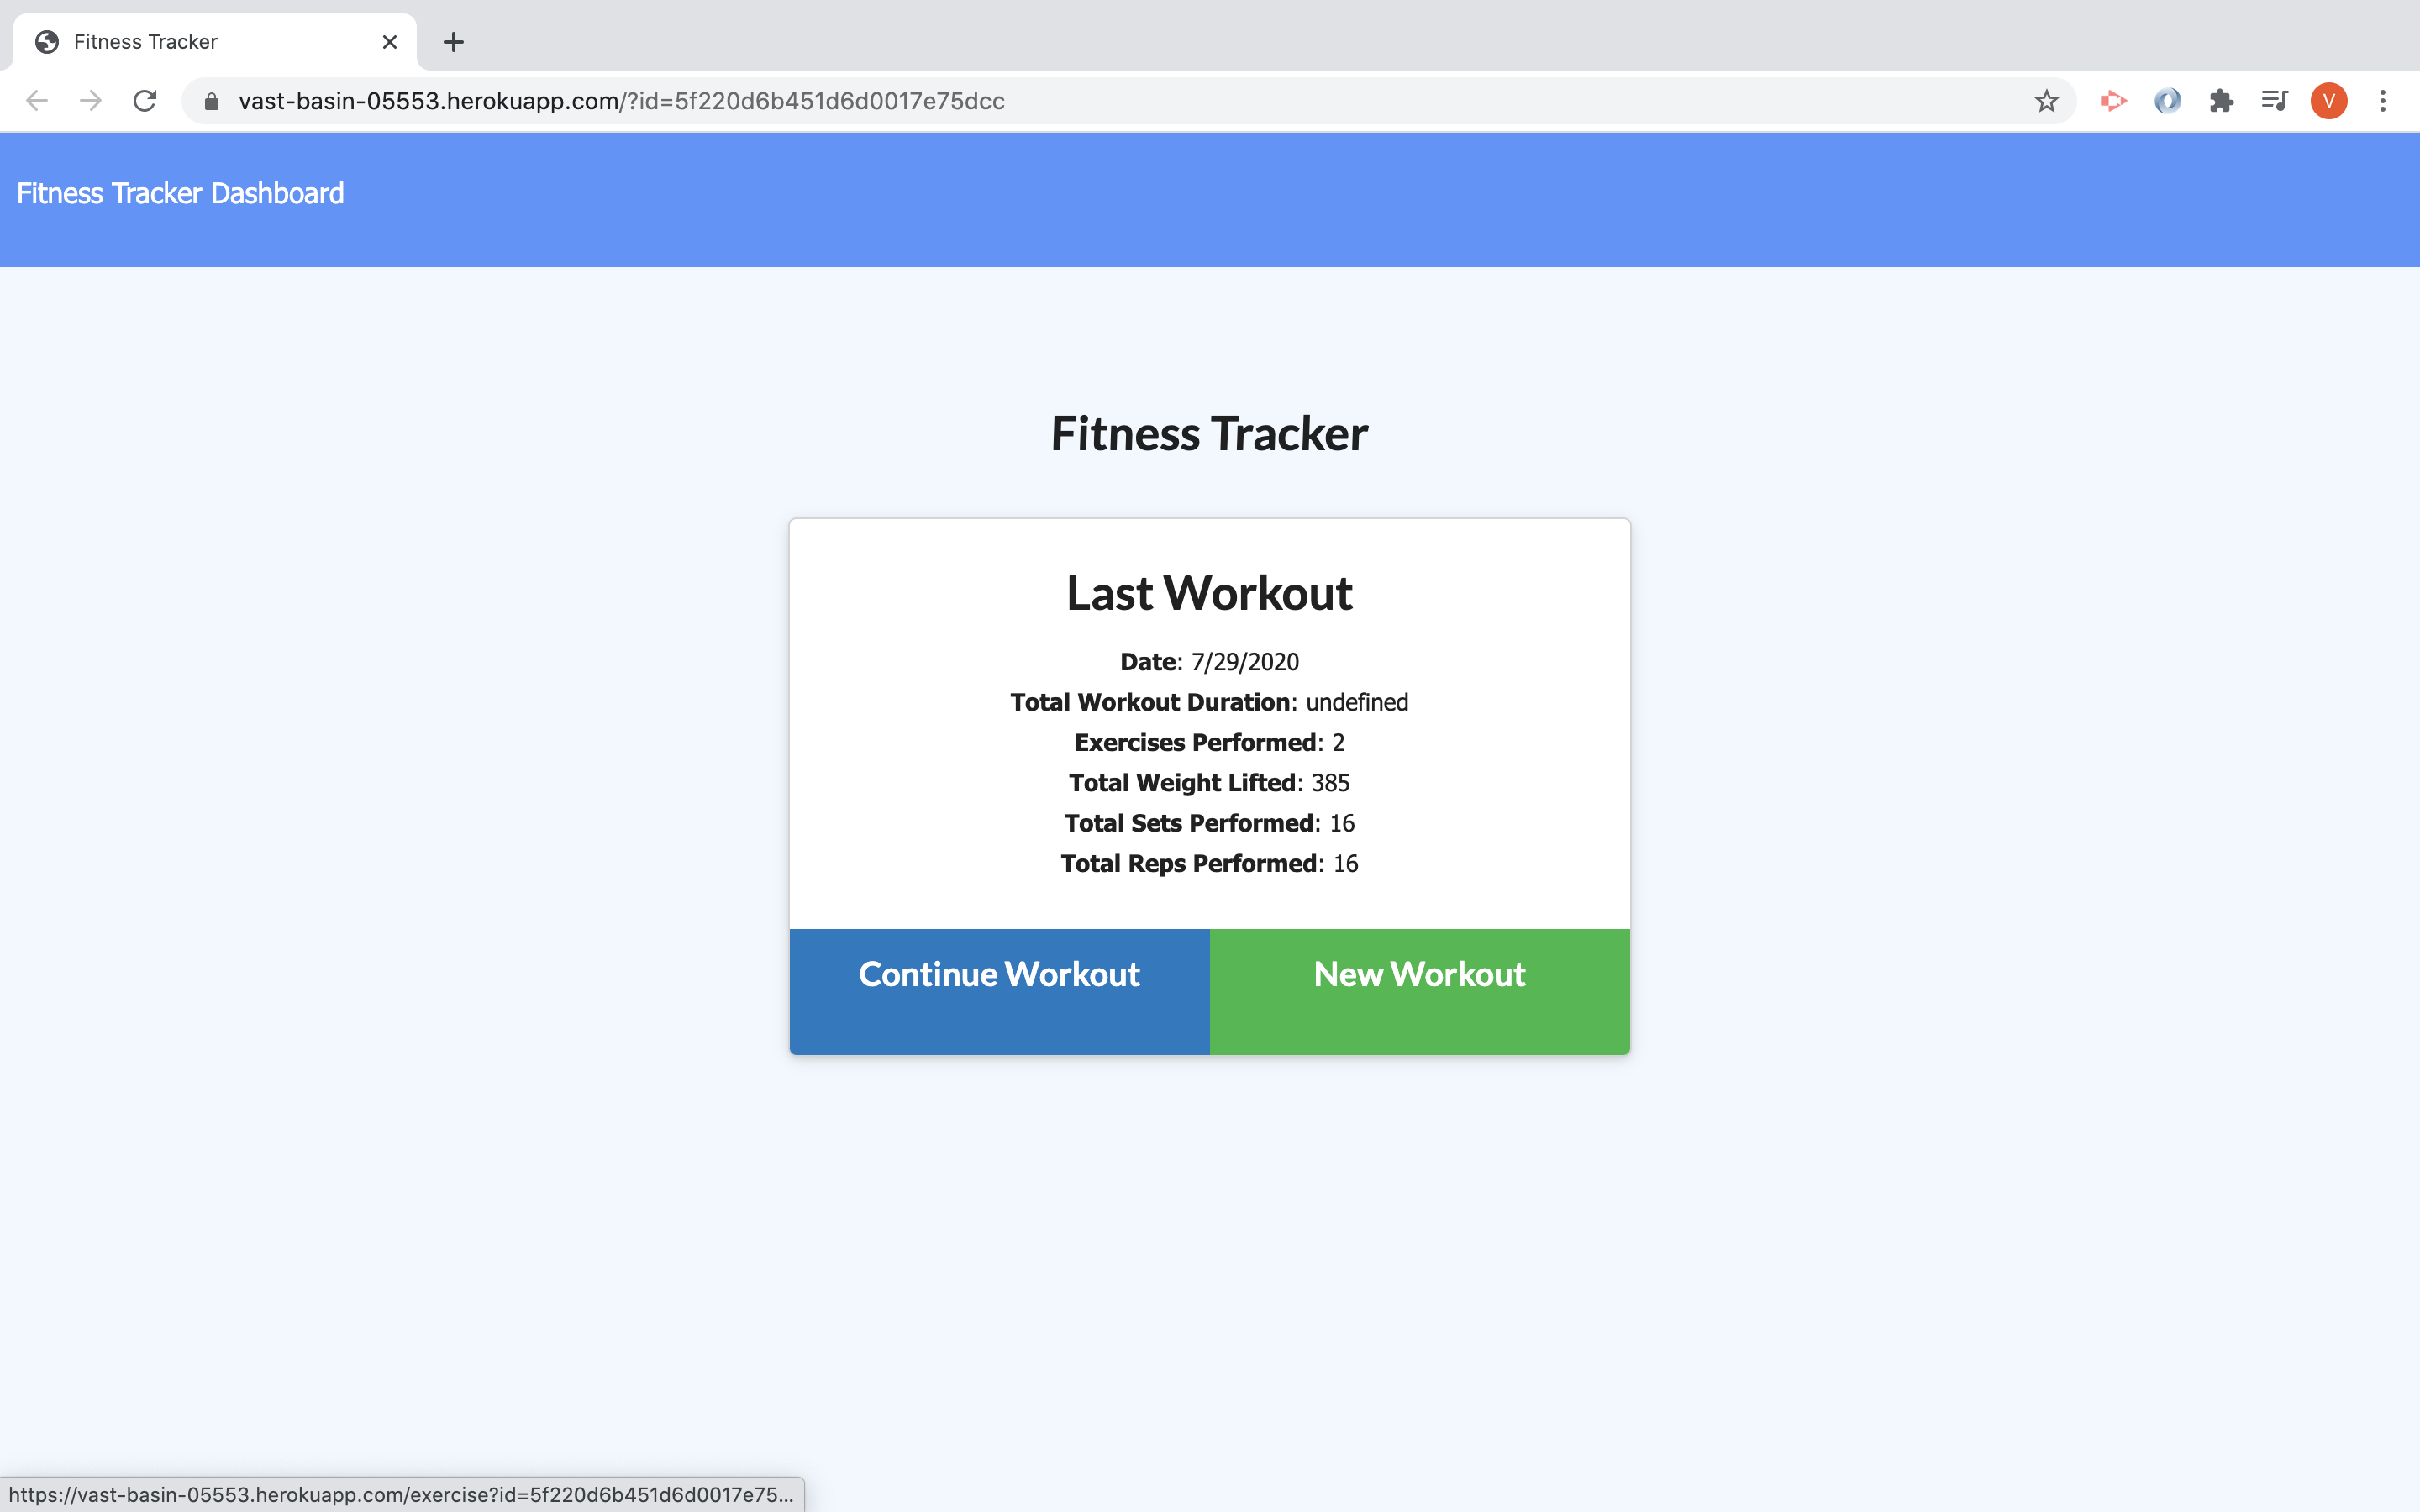 Fitness Tracker
vast-basin-05553.herokuapp.com/?id=5f220d6b451d6d0017e75dcc
V
Fitness Tracker Dashboard
Fitness Tracker
Last Workout
Date: 7/29/2020
Total Workout Duration: undefined
Exercises Performed: 2
Total Weight Lifted: 385
Total Sets Performed: 16
Total Reps Performed: 16
Continue Workout New Workout
https://vast-basin-05553.herokuapp.com/exercise?id=5f220d6b451d6d0017e75...